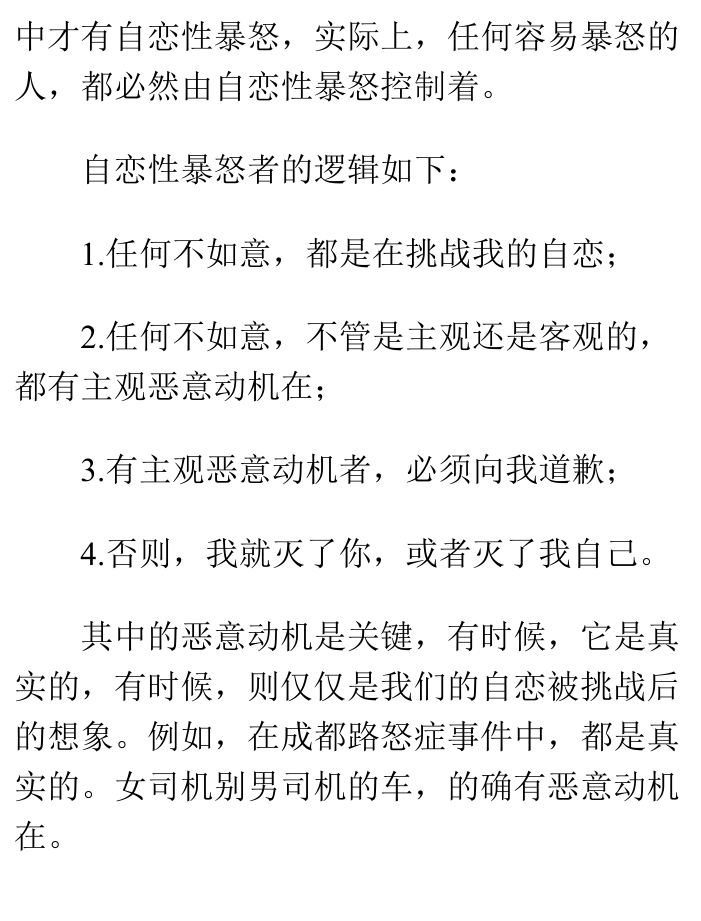 中才有自恋性暴怒，实际上，任何容易暴怒的
人，都必然由自恋性暴怒控制着。
自恋性暴怒者的逻辑如下：
1.任何不如意，都是在挑战我的自恋；
2.任何不如意，不管是主观还是客观的，
都有主观恶意动机在；
3.有主观恶意动机者，必须向我道歉；
4.否则，我就灭了你，或者灭了我自己。
其中的恶意动机是关键，有时候，它是真
实的，有时候，则仅仅是我们的自恋被挑战后
的想象。例如，在成都路怒症事件中，都是真
实的。女司机别男司机的车，的确有恶意动机
在。